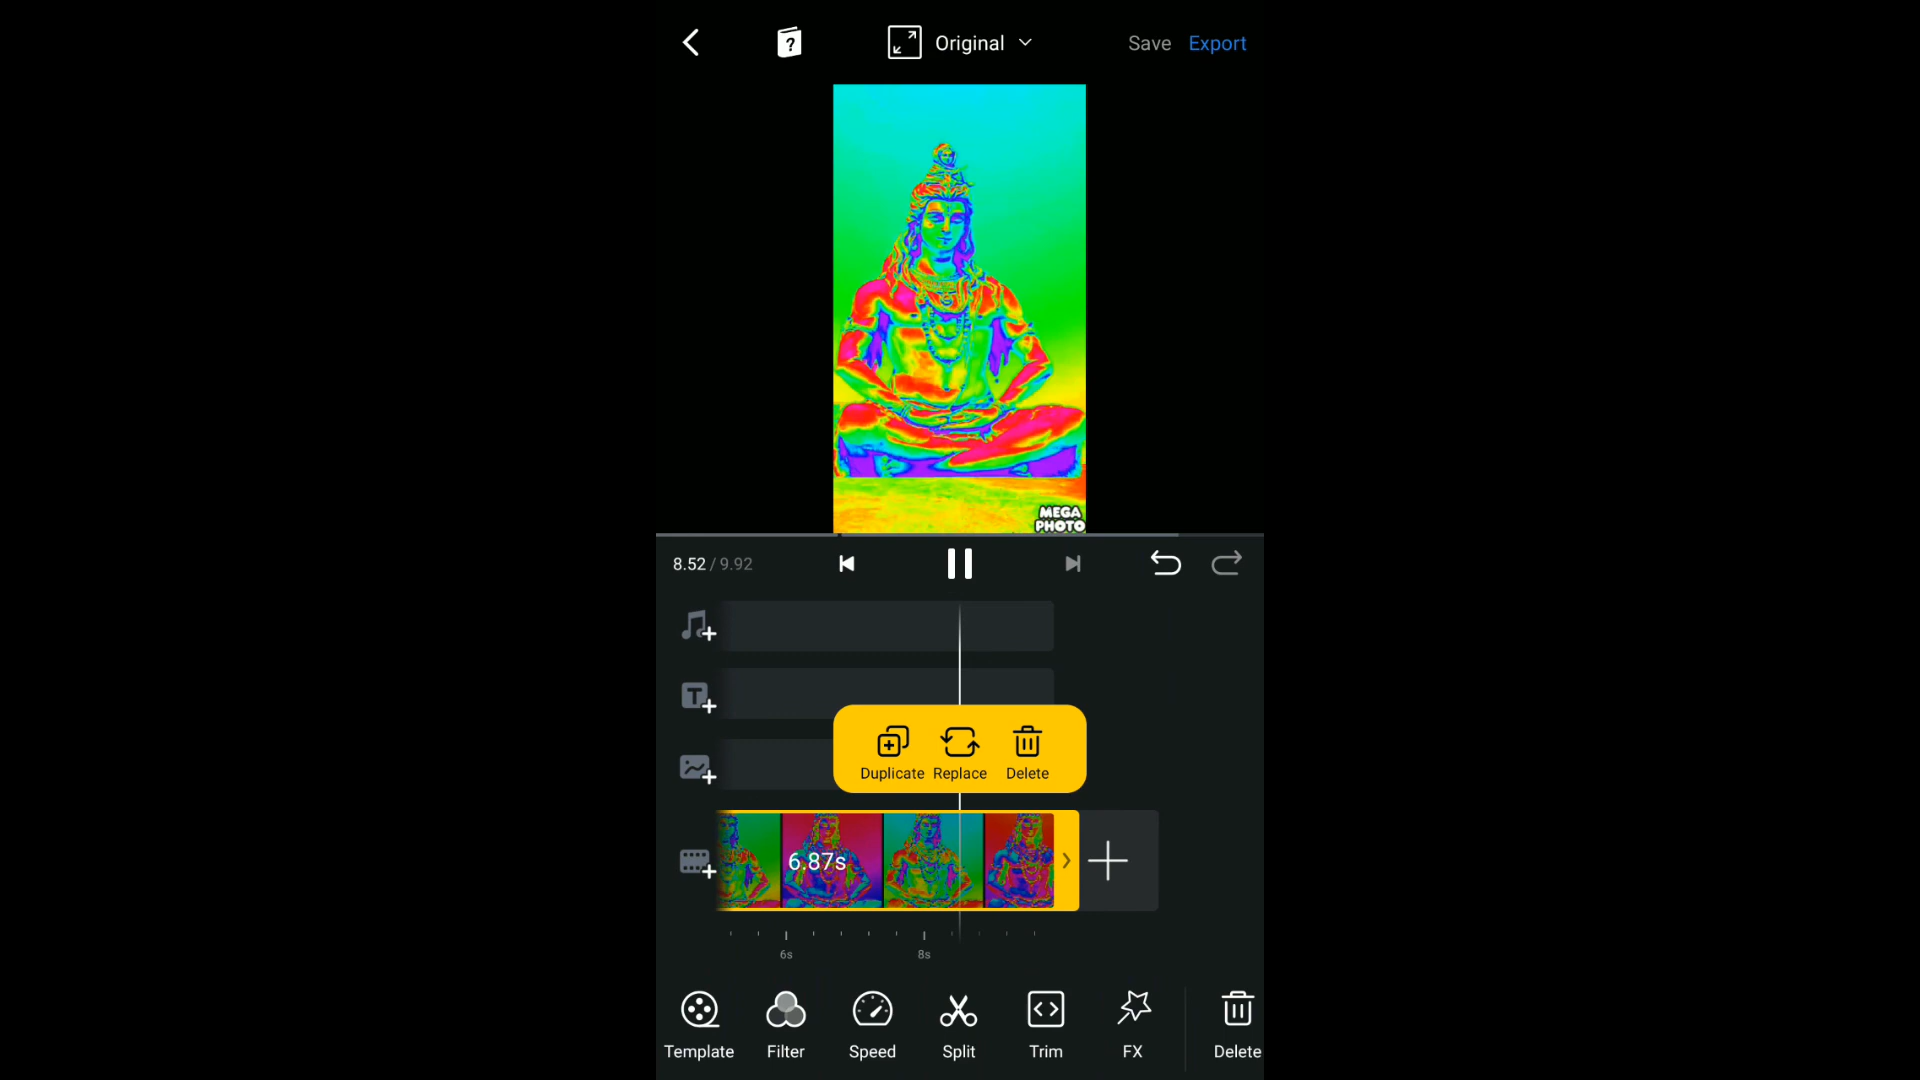 Original
Save Export
MEGA
PHOTO
8.52 / 9.92
Duplicate Replace Delete
6.87s
6s 8s
Template Filter Speed Split Trim FX Delete